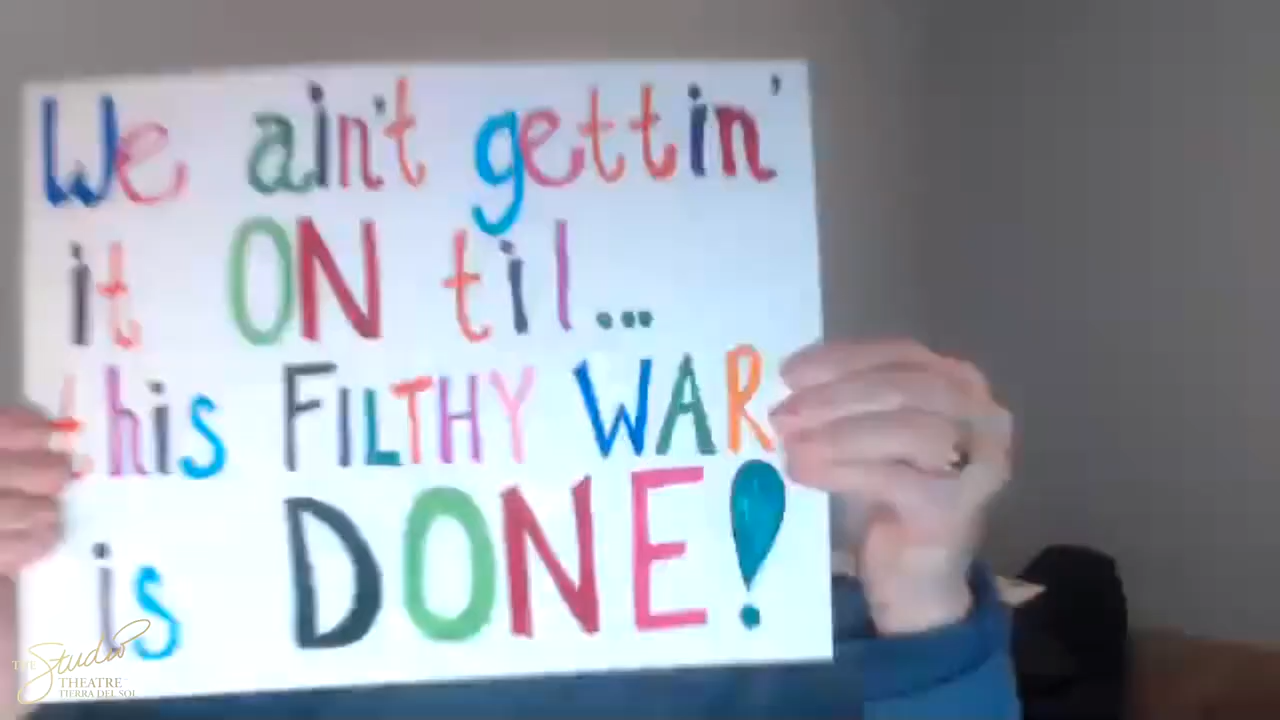 We ain't gettin'
it ON til...
this FILTHY WAR
is DONE!
THE Studio
THEATRE
TIERRA DEL SOL